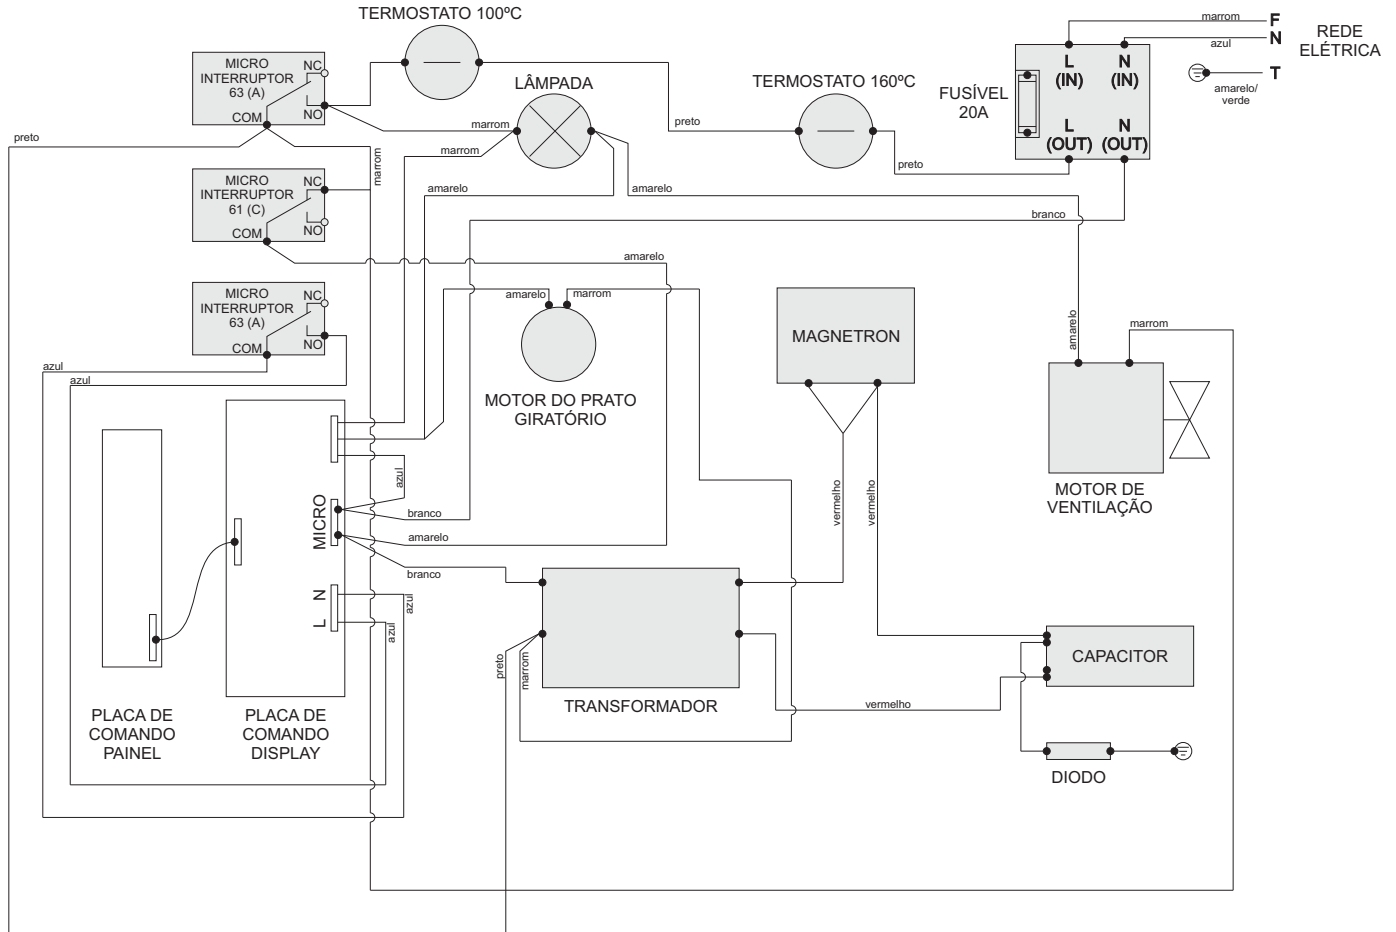 TERMOSTATO 100ºC
marrom
F
azul
N
REDE
ELÉTRICA
T
amarelo/
verde
MICRO
INTERRUPTOR
63 (A)
NC
NO
COM
LÂMPADA
TERMOSTATO 160ºC
FUSÍVEL
20A
L
(IN)
N
(IN)
L
(OUT)
N
(OUT)
preto
marrom
marrom
marrom
preto
preto
MICRO
INTERRUPTOR
61 (C)
NC
NO
COM
amarelo
amarelo
branco
amarelo
MICRO
INTERRUPTOR
63 (A)
NC
NO
COM
amarelo
marrom
MAGNETRON
amarelo
marrom
azul
azul
MOTOR DO PRATO
GIRATÓRIO
azul
MICRO
branco
amarelo
branco
vermelho
vermelho
MOTOR DE
VENTILAÇÃO
N
L
azul
azul
preto
marrom
TRANSFORMADOR
CAPACITOR
vermelho
PLACA DE
COMANDO
PAINEL
PLACA DE
COMANDO
DISPLAY
DIODO